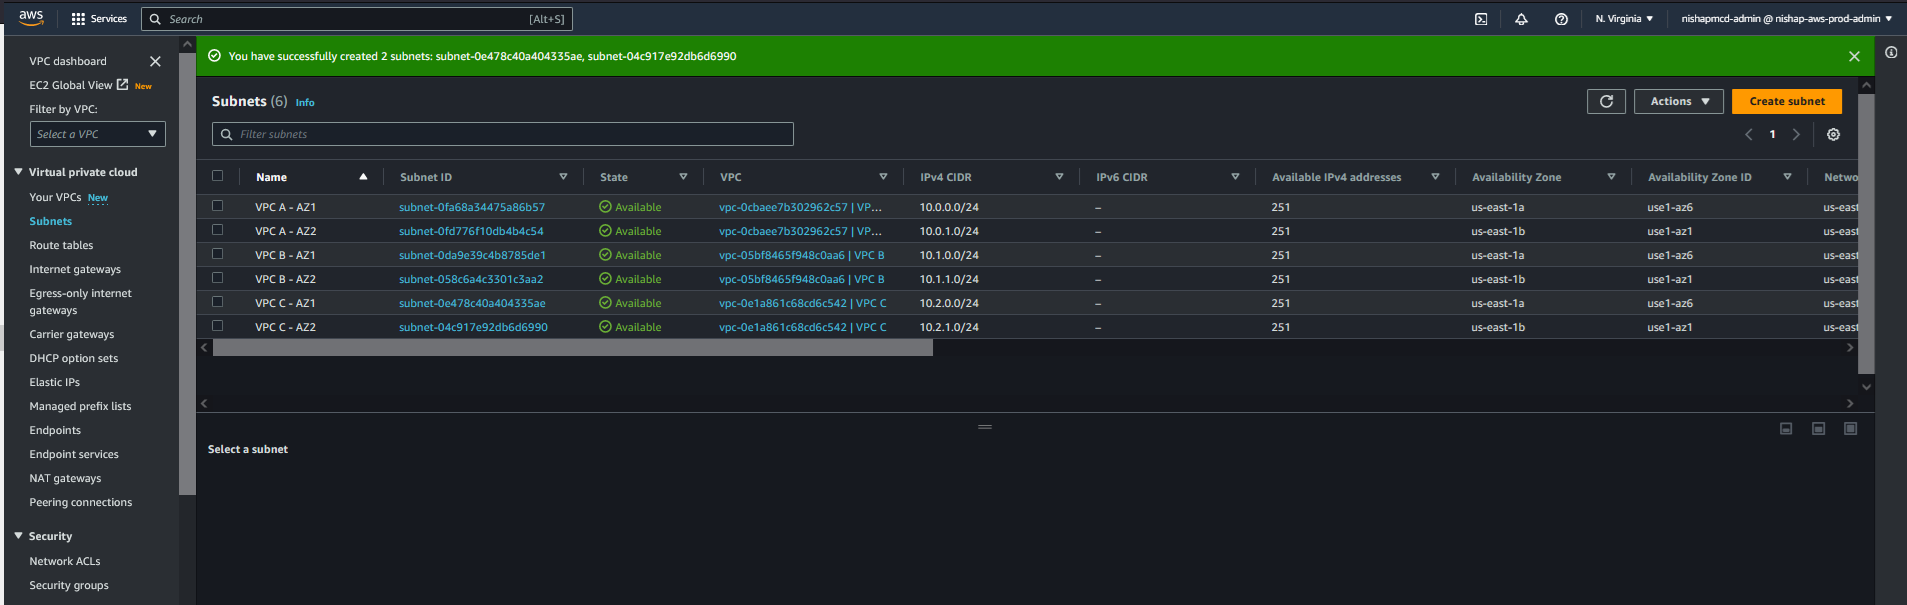 aws Services Search [Alt+S] N. Virginia nishapmcd-admin @ nishap-aws-prod-admin
VPC dashboard
EC2 Global View New
Filter by VPC:
Select a VPC
Virtual private cloud
Your VPCs New
Subnets
Route tables
Internet gateways
Egress-only internet
gateways
Carrier gateways
DHCP option sets
Elastic IPs
Managed prefix lists
Endpoints
Endpoint services
NAT gateways
Peering connections
Security
Network ACLs
Security groups
You have successfully created 2 subnets: subnet-0e478c40a404335ae, subnet-04c917e92db6d6990
Subnets (6) Info
Actions
Create subnet
Filter subnets
1
Name Subnet ID State VPC IPv4 CIDR IPv6 CIDR Available IPv4 addresses Availability Zone Availability Zone ID Netwo
VPC A - AZ1 subnet-0fa68a34475a86b57 Available vpc-0cbaee7b302962c57 | VP... 10.0.0.0/24 – 251 us-east-1a use1-az6 us-east
VPC A - AZ2 subnet-0fd776f10db4b4c54 Available vpc-0cbaee7b302962c57 | VP... 10.0.1.0/24 – 251 us-east-1b use1-az1 us-east
VPC B - AZ1 subnet-0da9e39c4b8785de1 Available vpc-05bf8465f948c0aa6 | VPC B 10.1.0.0/24 – 251 us-east-1a use1-az6 us-east
VPC B - AZ2 subnet-058c6a4c3301c3aa2 Available vpc-05bf8465f948c0aa6 | VPC B 10.1.1.0/24 – 251 us-east-1b use1-az1 us-east
VPC C - AZ1 subnet-0e478c40a404335ae Available vpc-0e1a861c68cd6c542 | VPC C 10.2.0.0/24 – 251 us-east-1a use1-az6 us-east
VPC C - AZ2 subnet-04c917e92db6d6990 Available vpc-0e1a861c68cd6c542 | VPC C 10.2.1.0/24 – 251 us-east-1b use1-az1 us-east
Select a subnet